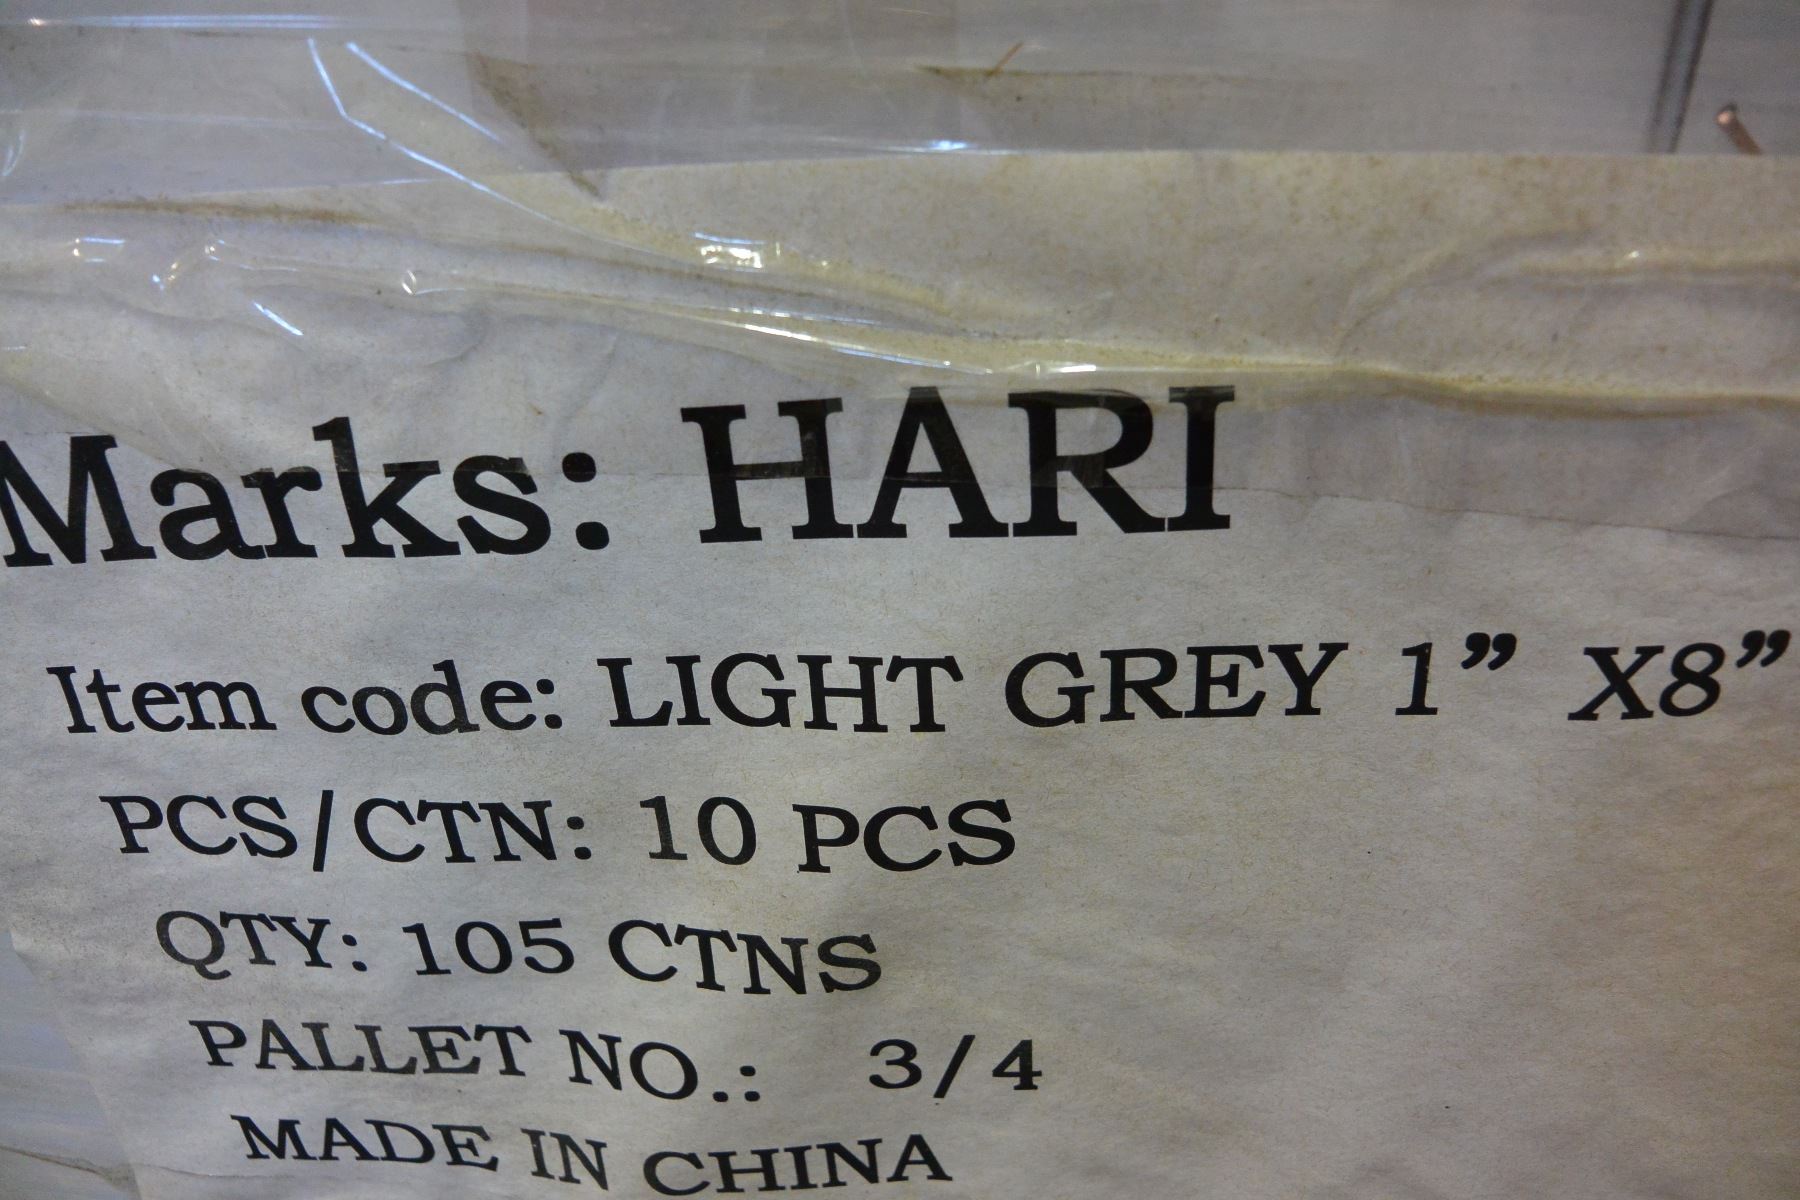 Marks: HARI
Item code: LIGHT GREY 1” X8”
PCS/CTN: 10 PCS
QTY: 105 CTNS
PALLET NO.: 3/4
MADE IN CHINA